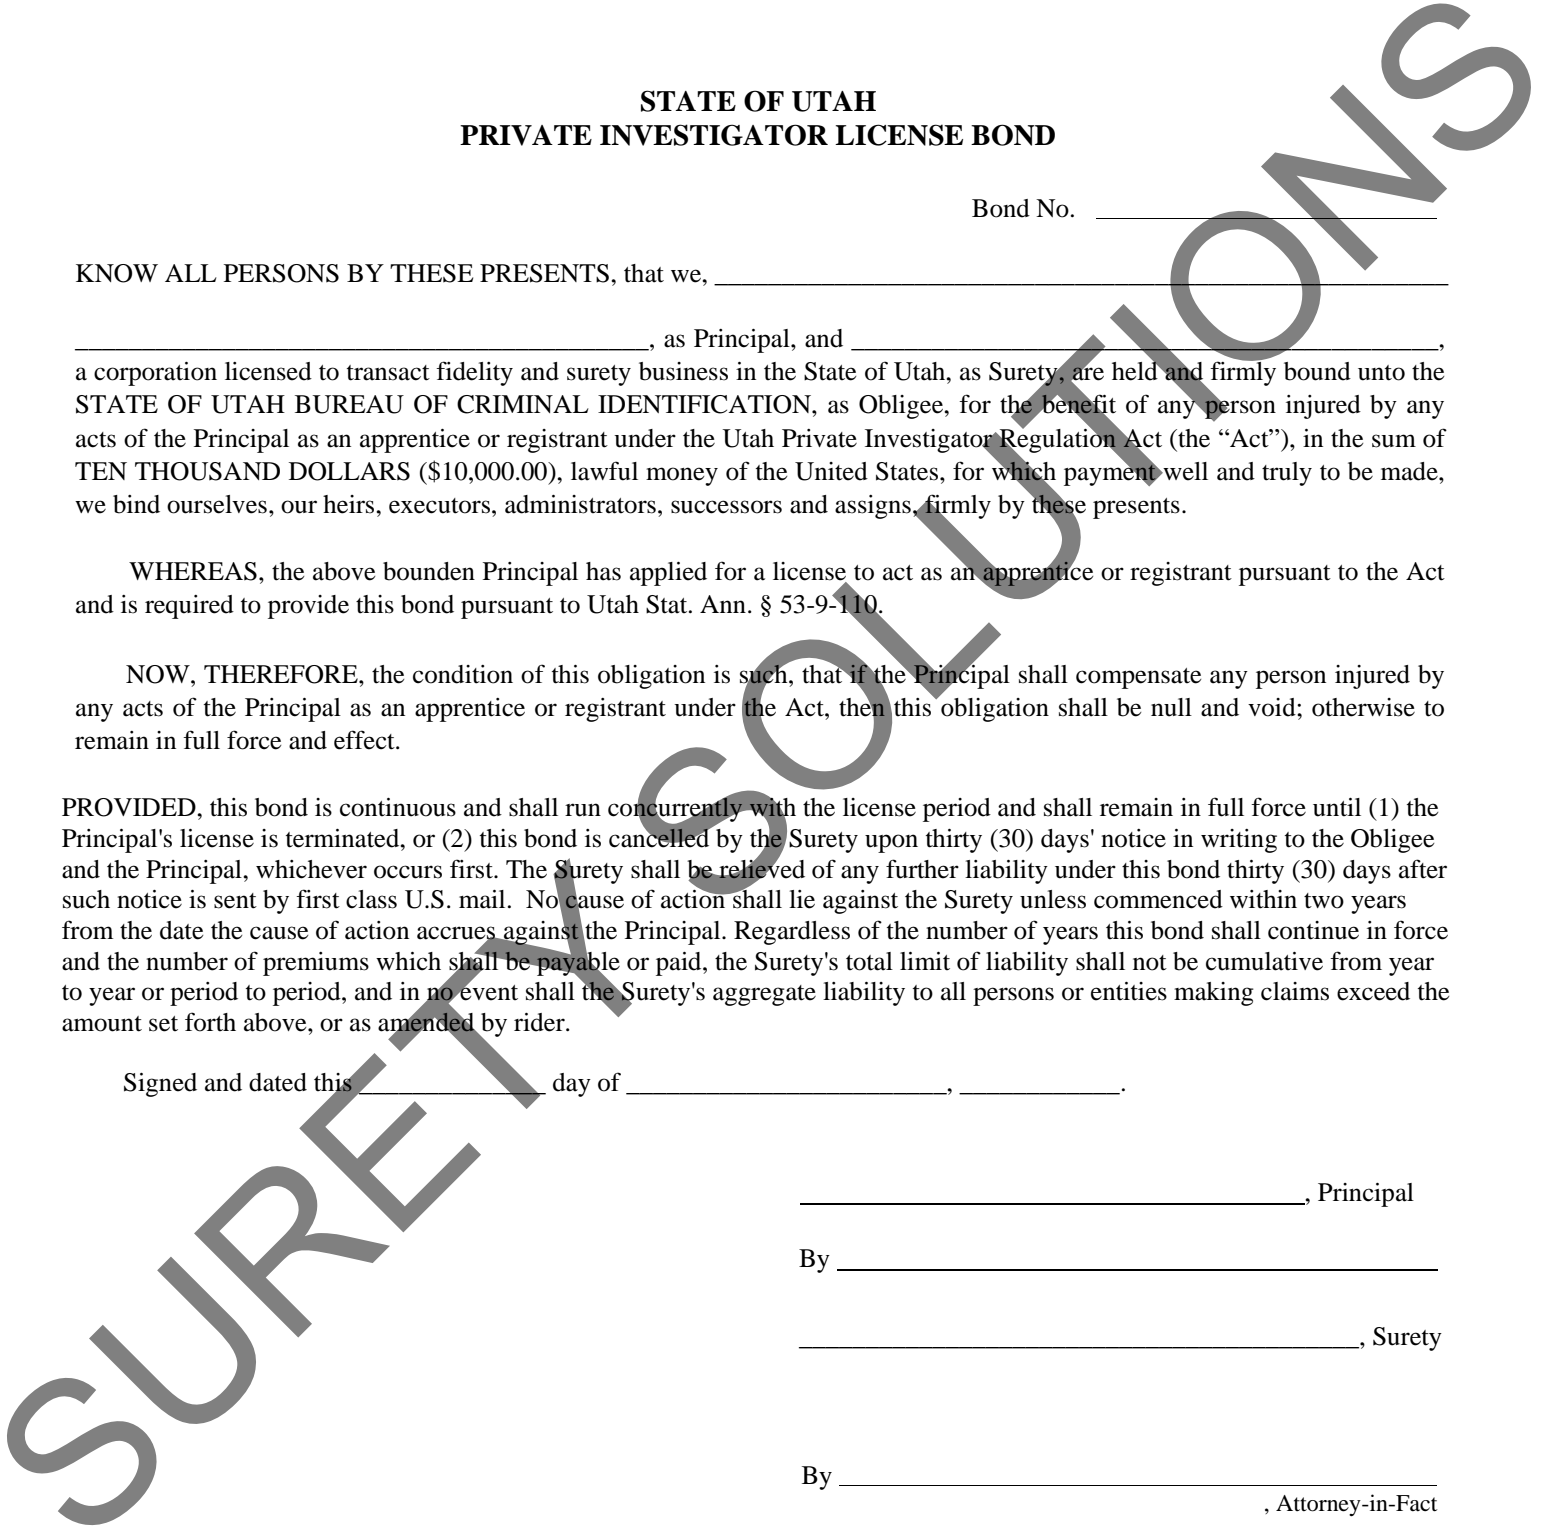 STATE OF UTAH
PRIVATE INVESTIGATOR LICENSE BOND
Bond No. ____________________
KNOW ALL PERSONS BY THESE PRESENTS, that we, _______________________________________________________
___________________________________________, as Principal, and ____________________________________________,
a corporation licensed to transact fidelity and surety business in the State of Utah, as Surety, are held and firmly bound unto the
STATE OF UTAH BUREAU OF CRIMINAL IDENTIFICATION, as Obligee, for the benefit of any person injured by any
acts of the Principal as an apprentice or registrant under the Utah Private Investigator Regulation Act (the “Act”), in the sum of
TEN THOUSAND DOLLARS ($10,000.00), lawful money of the United States, for which payment well and truly to be made,
we bind ourselves, our heirs, executors, administrators, successors and assigns, firmly by these presents.
WHEREAS, the above bounden Principal has applied for a license to act as an apprentice or registrant pursuant to the Act
and is required to provide this bond pursuant to Utah Stat. Ann. § 53-9-110.
NOW, THEREFORE, the condition of this obligation is such, that if the Principal shall compensate any person injured by
any acts of the Principal as an apprentice or registrant under the Act, then this obligation shall be null and void; otherwise to
remain in full force and effect.
PROVIDED, this bond is continuous and shall run concurrently with the license period and shall remain in full force until (1) the
Principal's license is terminated, or (2) this bond is cancelled by the Surety upon thirty (30) days' notice in writing to the Obligee
and the Principal, whichever occurs first. The Surety shall be relieved of any further liability under this bond thirty (30) days after
such notice is sent by first class U.S. mail. No cause of action shall lie against the Surety unless commenced within two years
from the date the cause of action accrues against the Principal. Regardless of the number of years this bond shall continue in force
and the number of premiums which shall be payable or paid, the Surety's total limit of liability shall not be cumulative from year
to year or period to period, and in no event shall the Surety's aggregate liability to all persons or entities making claims exceed the
amount set forth above, or as amended by rider.
Signed and dated this ______________ day of ________________________, ____________.
______________________________________, Principal
By ____________________________________________
__________________________________________, Surety
By ____________________________________________
, Attorney-in-Fact
SURETY SOLUTIONS